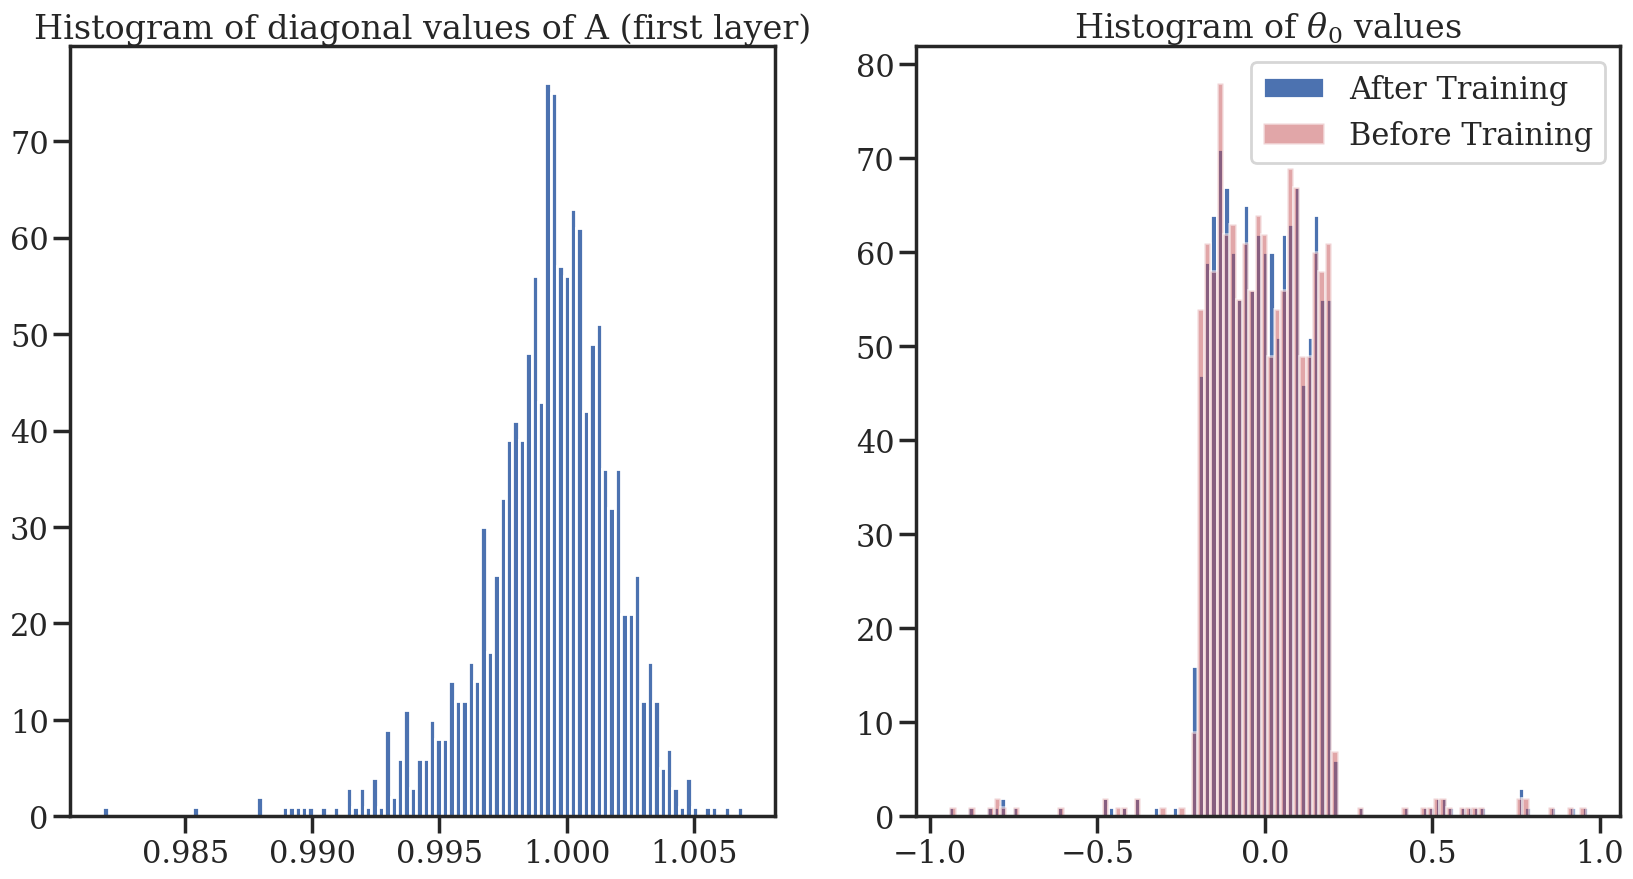 Histogram of diagonal values of A (first layer)
70
60
50
40
30
20
10
0
0.985 0.990 0.995 1.000 1.005
Histogram of θ₀ values
After Training
Before Training
80
70
60
50
40
30
20
10
0
−1.0 −0.5 0.0 0.5 1.0